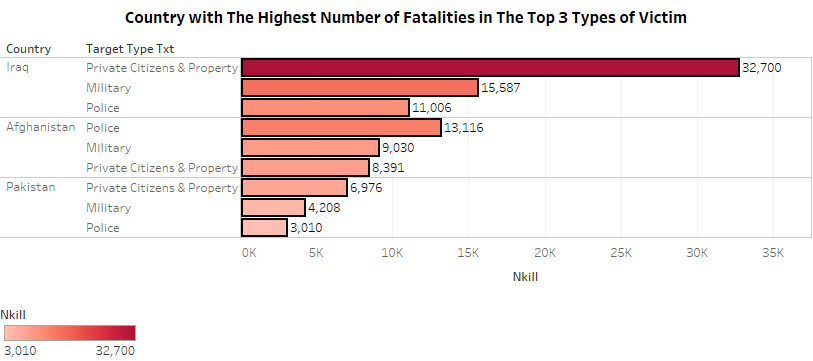 Country with The Highest Number of Fatalities in The Top 3 Types of Victim
Country Target Type Txt
Iraq Private Citizens & Property 32,700
Military 15,587
Police 11,006
Afghanistan Police 13,116
Military 9,030
Private Citizens & Property 8,391
Pakistan Private Citizens & Property 6,976
Military 4,208
Police 3,010
0K 5K 10K 15K 20K 25K 30K 35K
Nkill
Nkill
3,010 32,700